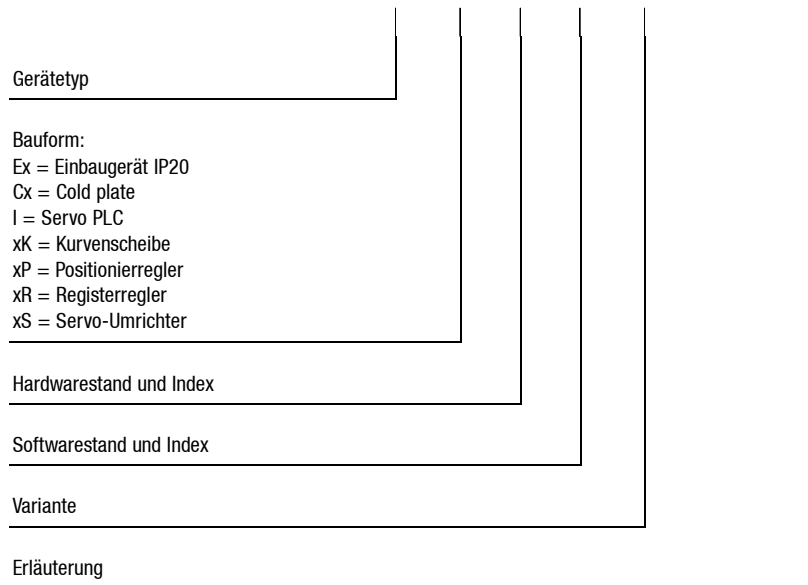 Gerätetyp
Bauform:
Ex = Einbaugerät IP20
Cx = Cold plate
I = Servo PLC
xK = Kurvenscheibe
xP = Positionierregler
xR = Registerregler
xS = Servo-Umrichter
Hardwarestand und Index
Softwarestand und Index
Variante
Erläuterung